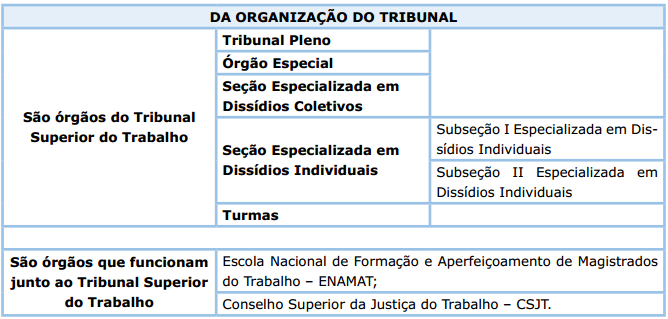 DA ORGANIZAÇÃO DO TRIBUNAL
São órgãos do Tribunal
Superior do Trabalho
Tribunal Pleno
Órgão Especial
Seção Especializada em
Dissídios Coletivos
Seção Especializada em
Dissídios Individuais
Subseção I Especializada em Dis-
sídios Individuais
Subseção II Especializada em
Dissídios Individuais
Turmas
São órgãos que funcionam
junto ao Tribunal Superior
do Trabalho
Escola Nacional de Formação e Aperfeiçoamento de Magistrados
do Trabalho – ENAMAT;
Conselho Superior da Justiça do Trabalho – CSJT.